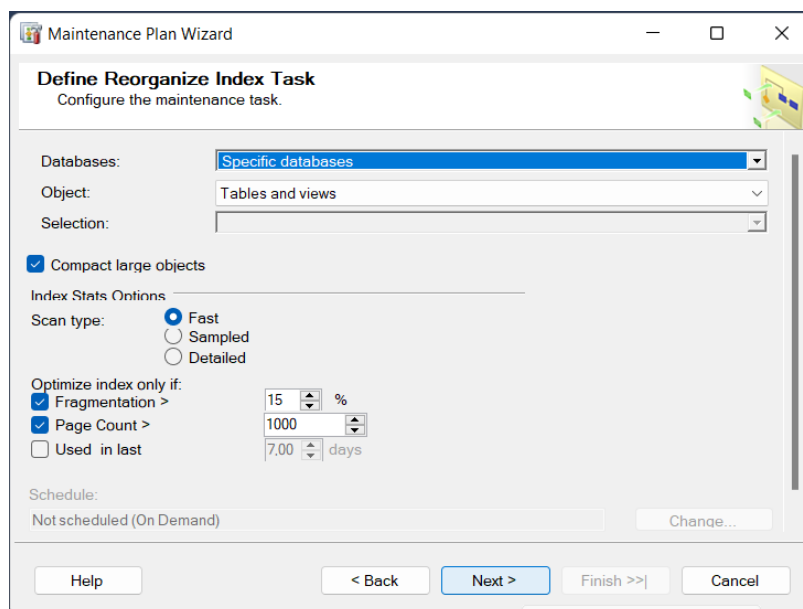 Maintenance Plan Wizard
Define Reorganize Index Task
Configure the maintenance task.
Databases: Specific databases
Object: Tables and views
Selection:
Compact large objects
Index Stats Options
Scan type: Fast
Sampled
Detailed
Optimize index only if:
Fragmentation > 15 %
Page Count > 1000
Used in last 7,00 days
Schedule:
Not scheduled (On Demand) Change...
Help < Back Next > Finish >>| Cancel